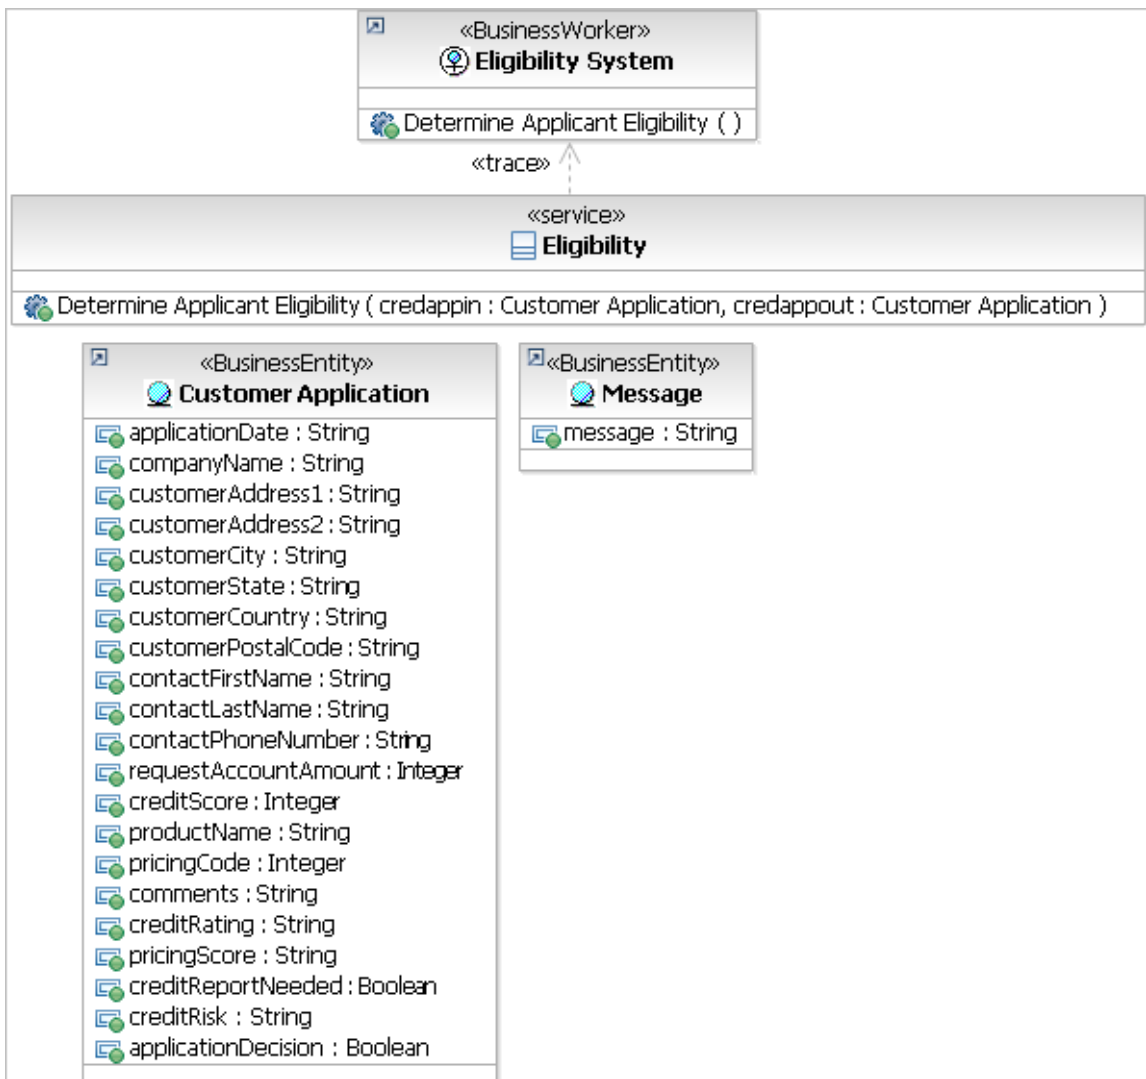 «BusinessWorker»
Eligibility System
Determine Applicant Eligibility ( )
«trace»
«service»
Eligibility
Determine Applicant Eligibility ( credappin : Customer Application, credappout : Customer Application )
«BusinessEntity»
Customer Application
applicationDate : String
companyName : String
customerAddress1 : String
customerAddress2 : String
customerCity : String
customerState : String
customerCountry : String
customerPostalCode : String
contactFirstName : String
contactLastName : String
contactPhoneNumber : String
requestAccountAmount : Integer
creditScore : Integer
productName : String
pricingCode : Integer
comments : String
creditRating : String
pricingScore : String
creditReportNeeded : Boolean
creditRisk : String
applicationDecision : Boolean
«BusinessEntity»
Message
message : String